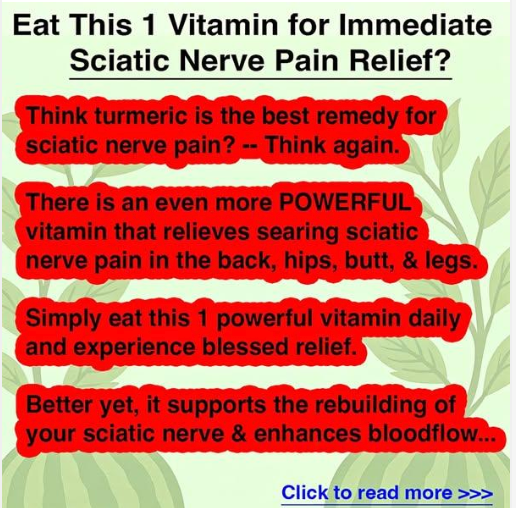 Eat This 1 Vitamin for Immediate
Sciatic Nerve Pain Relief?
Think turmeric is the best remedy for
sciatic nerve pain? -- Think again.
There is an even more POWERFUL
vitamin that relieves searing sciatic
nerve pain in the back, hips, butt, & legs.
Simply eat this 1 powerful vitamin daily
and experience blessed relief.
Better yet, it supports the rebuilding of
your sciatic nerve & enhances bloodflow...
Click to read more >>>